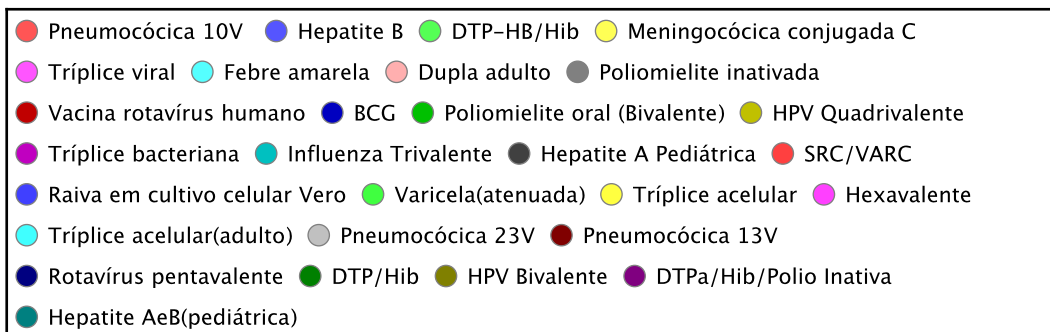 Pneumocócica 10V Hepatite B DTP-HB/Hib Meningocócica conjugada C
Tríplice viral Febre amarela Dupla adulto Poliomielite inativada
Vacina rotavírus humano BCG Poliomielite oral (Bivalente) HPV Quadrivalente
Tríplice bacteriana Influenza Trivalente Hepatite A Pediátrica SRC/VARC
Raiva em cultivo celular Vero Varicela(atenuada) Tríplice acelular Hexavalente
Tríplice acelular(adulto) Pneumocócica 23V Pneumocócica 13V
Rotavírus pentavalente DTP/Hib HPV Bivalente DTPa/Hib/Polio Inativa
Hepatite AeB(pediátrica)